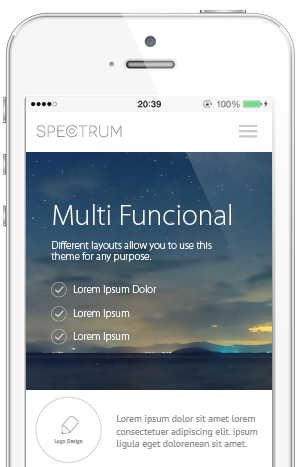 20:39
100%
SPECTRUM
Multi Funcional
Different layouts allow you to use this
theme for any purpose.
Lorem Ipsum Dolor
Lorem Ipsum
Lorem Ipsum
Logo Design
Lorem ipsum dolor sit amet lorem
consectetuer adipiscing elit. ipsum
ligula eget dolorenean sit amet.